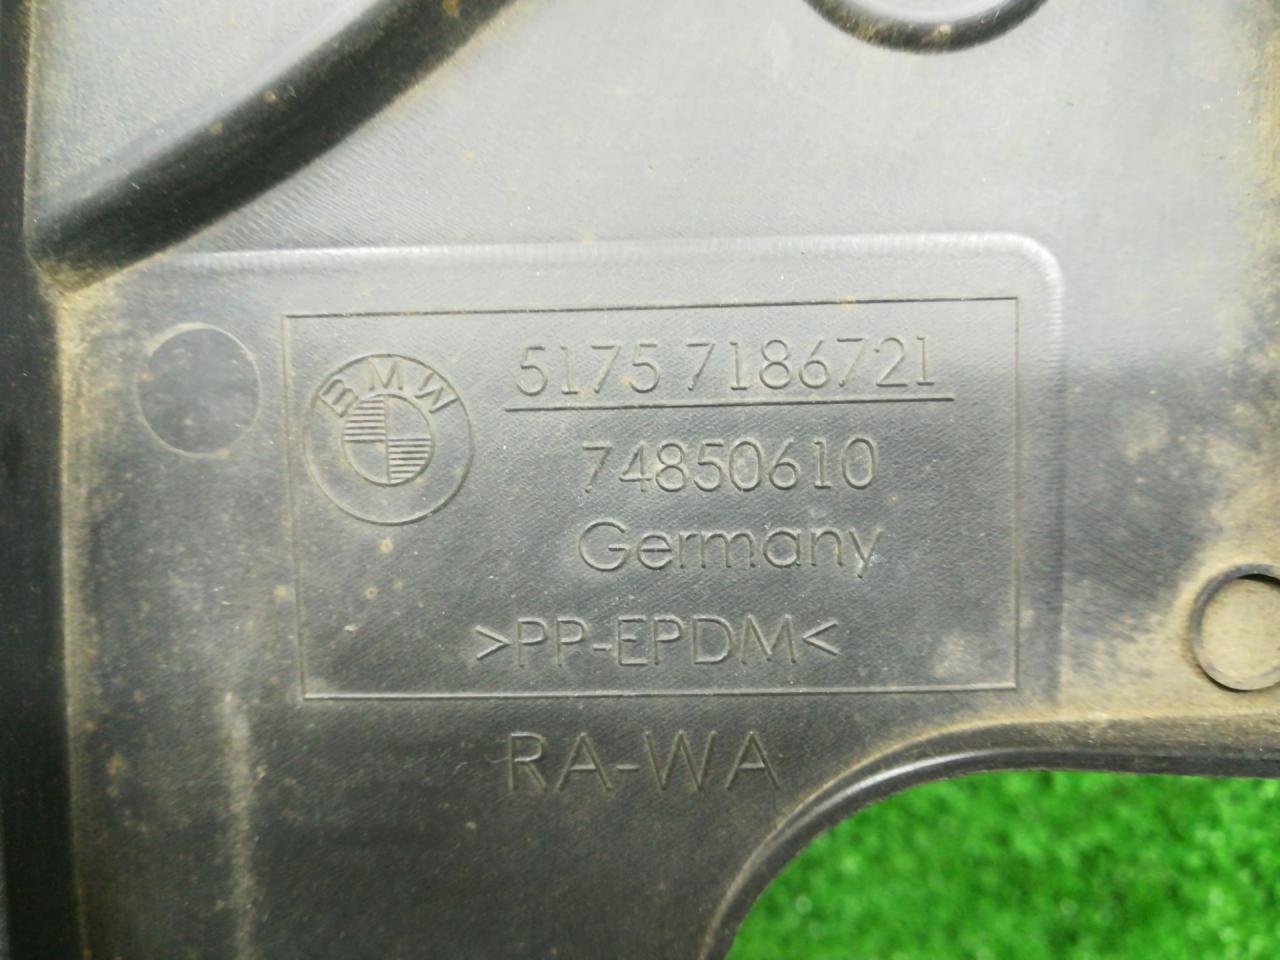 BMW
5175 7186721
74850610
Germany
>PP-EPDM<
RA-WA